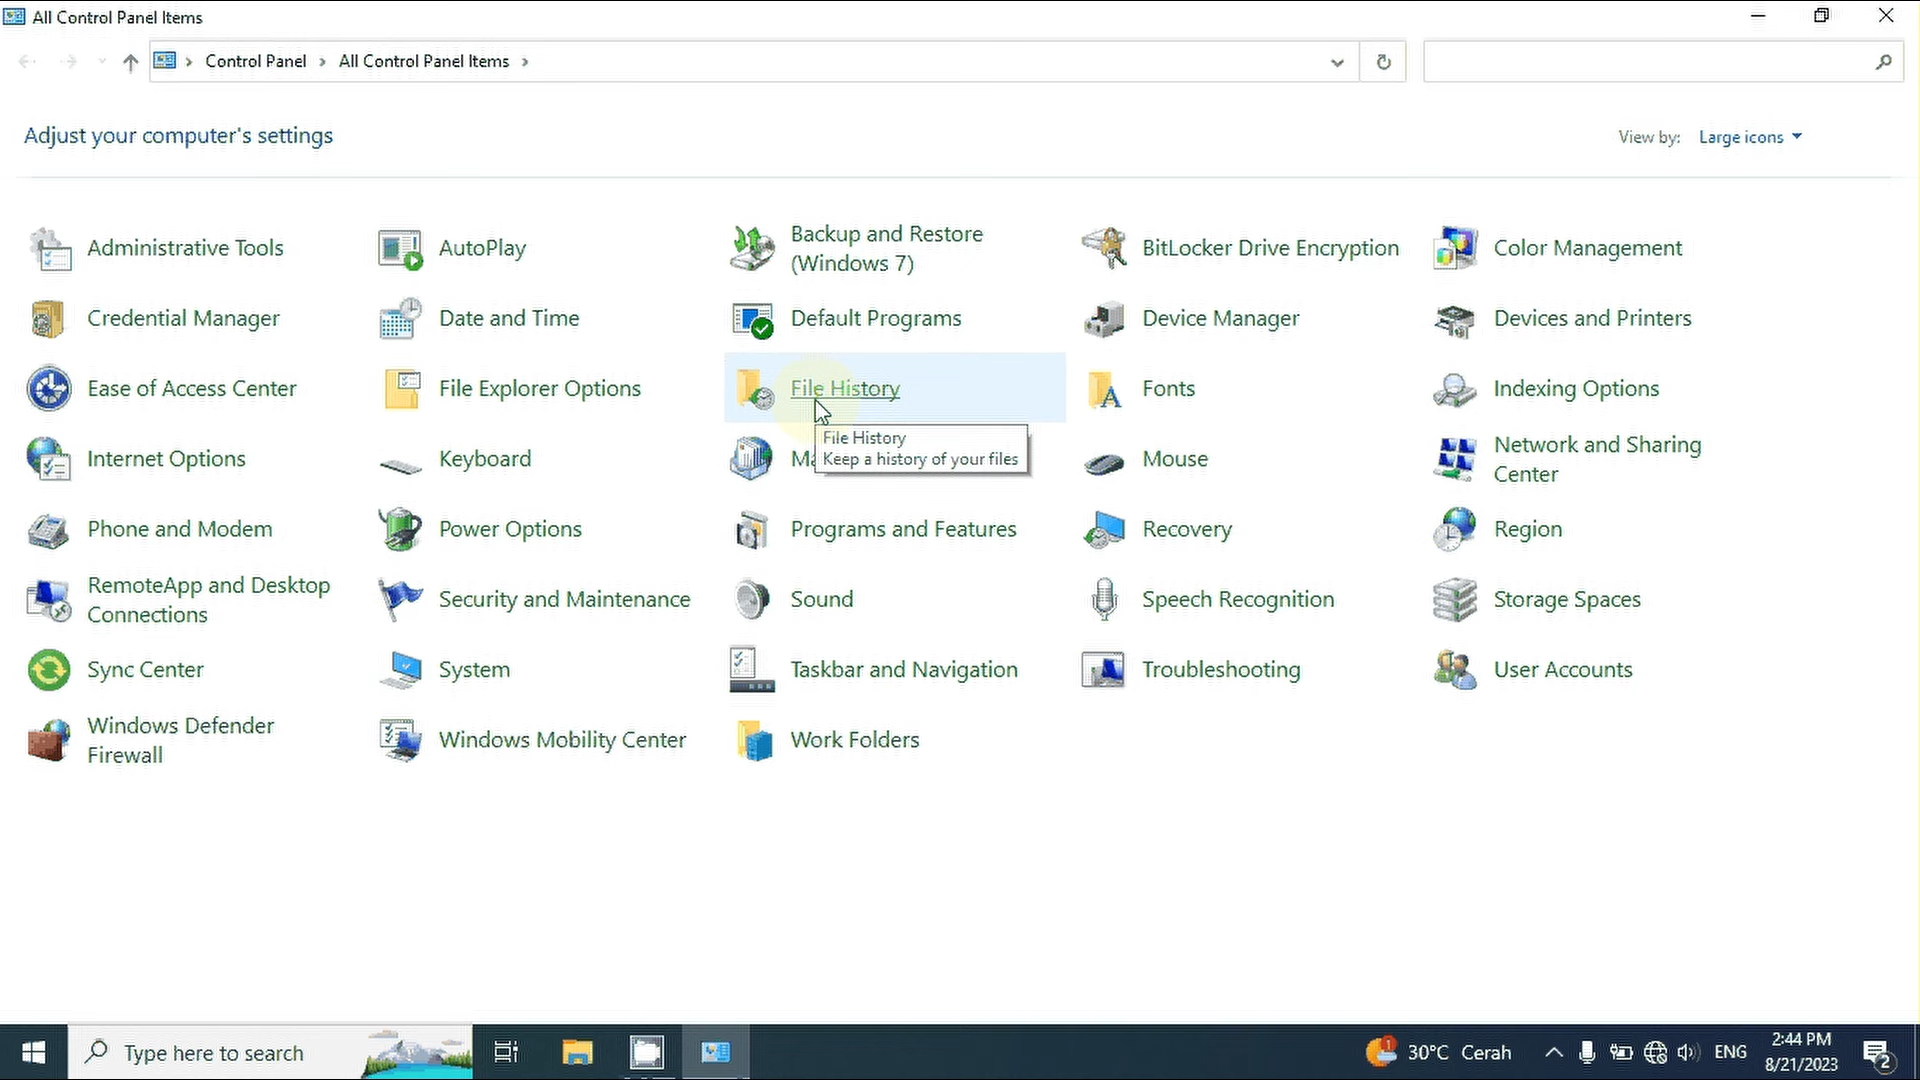 All Control Panel Items
Control Panel
All Control Panel Items
Adjust your computer's settings
View by:
Large icons
Administrative Tools
AutoPlay
Backup and Restore
(Windows 7)
BitLocker Drive Encryption
Color Management
Credential Manager
Date and Time
Default Programs
Device Manager
Devices and Printers
Ease of Access Center
File Explorer Options
File History
Fonts
Indexing Options
File History
Keep a history of your files
Internet Options
Keyboard
Mouse
Network and Sharing
Center
Phone and Modem
Power Options
Programs and Features
Recovery
Region
RemoteApp and Desktop
Connections
Security and Maintenance
Sound
Speech Recognition
Storage Spaces
Sync Center
System
Taskbar and Navigation
Troubleshooting
User Accounts
Windows Defender
Firewall
Windows Mobility Center
Work Folders
Type here to search
1
30°C Cerah
ENG
2:44 PM
8/21/2023
2